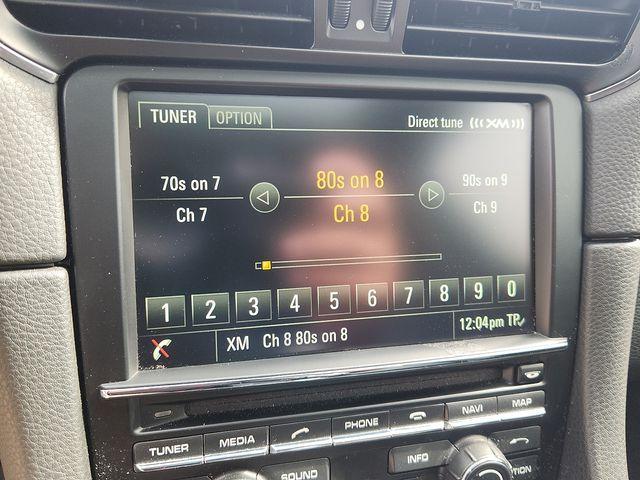 TUNER OPTION
Direct tune ((XM))
70s on 7 80s on 8 90s on 9
Ch 7 Ch 8 Ch 9
1 2 3 4 5 6 7 8 9 0
XM Ch 8 80s on 8 12:04pm TP✓
TUNER MEDIA PHONE NAVI MAP
SOUND INFO